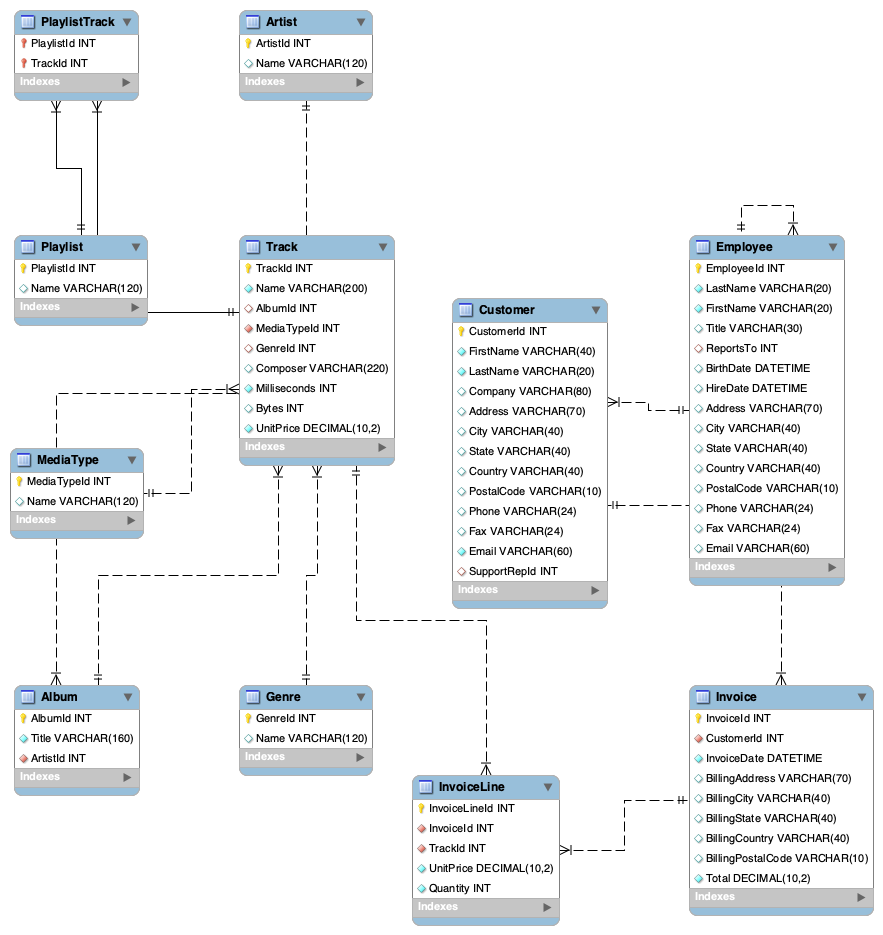 PlaylistTrack
PlaylistId INT
TrackId INT
Indexes
Artist
ArtistId INT
Name VARCHAR(120)
Indexes
Playlist
PlaylistId INT
Name VARCHAR(120)
Indexes
Track
TrackId INT
Name VARCHAR(200)
AlbumId INT
MediaTypeId INT
GenreId INT
Composer VARCHAR(220)
Milliseconds INT
Bytes INT
UnitPrice DECIMAL(10,2)
Indexes
Employee
EmployeeId INT
LastName VARCHAR(20)
FirstName VARCHAR(20)
Title VARCHAR(30)
ReportsTo INT
BirthDate DATETIME
HireDate DATETIME
Address VARCHAR(70)
City VARCHAR(40)
State VARCHAR(40)
Country VARCHAR(40)
PostalCode VARCHAR(10)
Phone VARCHAR(24)
Fax VARCHAR(24)
Email VARCHAR(60)
Indexes
Customer
CustomerId INT
FirstName VARCHAR(40)
LastName VARCHAR(20)
Company VARCHAR(80)
Address VARCHAR(70)
City VARCHAR(40)
State VARCHAR(40)
Country VARCHAR(40)
PostalCode VARCHAR(10)
Phone VARCHAR(24)
Fax VARCHAR(24)
Email VARCHAR(60)
SupportRepId INT
Indexes
MediaType
MediaTypeId INT
Name VARCHAR(120)
Indexes
Album
AlbumId INT
Title VARCHAR(160)
ArtistId INT
Indexes
Genre
GenreId INT
Name VARCHAR(120)
Indexes
InvoiceLine
InvoiceLineId INT
InvoiceId INT
TrackId INT
UnitPrice DECIMAL(10,2)
Quantity INT
Indexes
Invoice
InvoiceId INT
CustomerId INT
InvoiceDate DATETIME
BillingAddress VARCHAR(70)
BillingCity VARCHAR(40)
BillingState VARCHAR(40)
BillingCountry VARCHAR(40)
BillingPostalCode VARCHAR(10)
Total DECIMAL(10,2)
Indexes